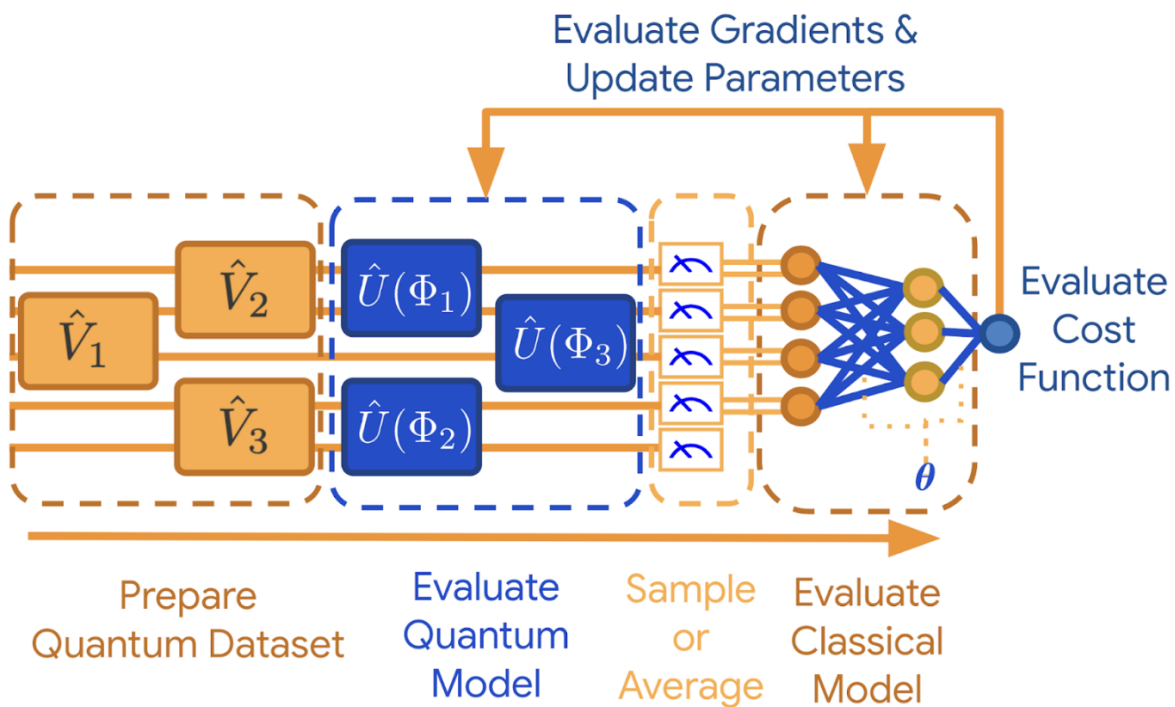 Evaluate Gradients &
Update Parameters
V̂₁
V̂₂
V̂₃
Û(Φ₁)
Û(Φ₂)
Û(Φ₃)
θ
Evaluate
Cost
Function
Prepare
Quantum Dataset
Evaluate
Quantum
Model
Sample
or
Average
Evaluate
Classical
Model